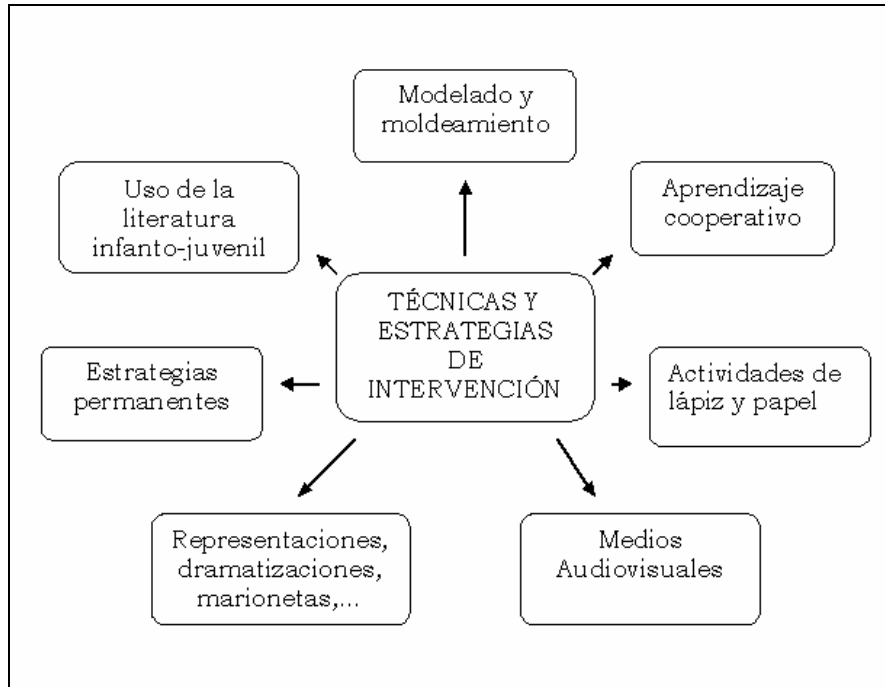 Modelado y
moldeamiento
Uso de la
literatura
infanto-juvenil
Aprendizaje
cooperativo
TÉCNICAS Y
ESTRATEGIAS
DE
INTERVENCIÓN
Estrategias
permanentes
Actividades de
lápiz y papel
Representaciones,
dramatizaciones,
marionetas,...
Medios
Audiovisuales